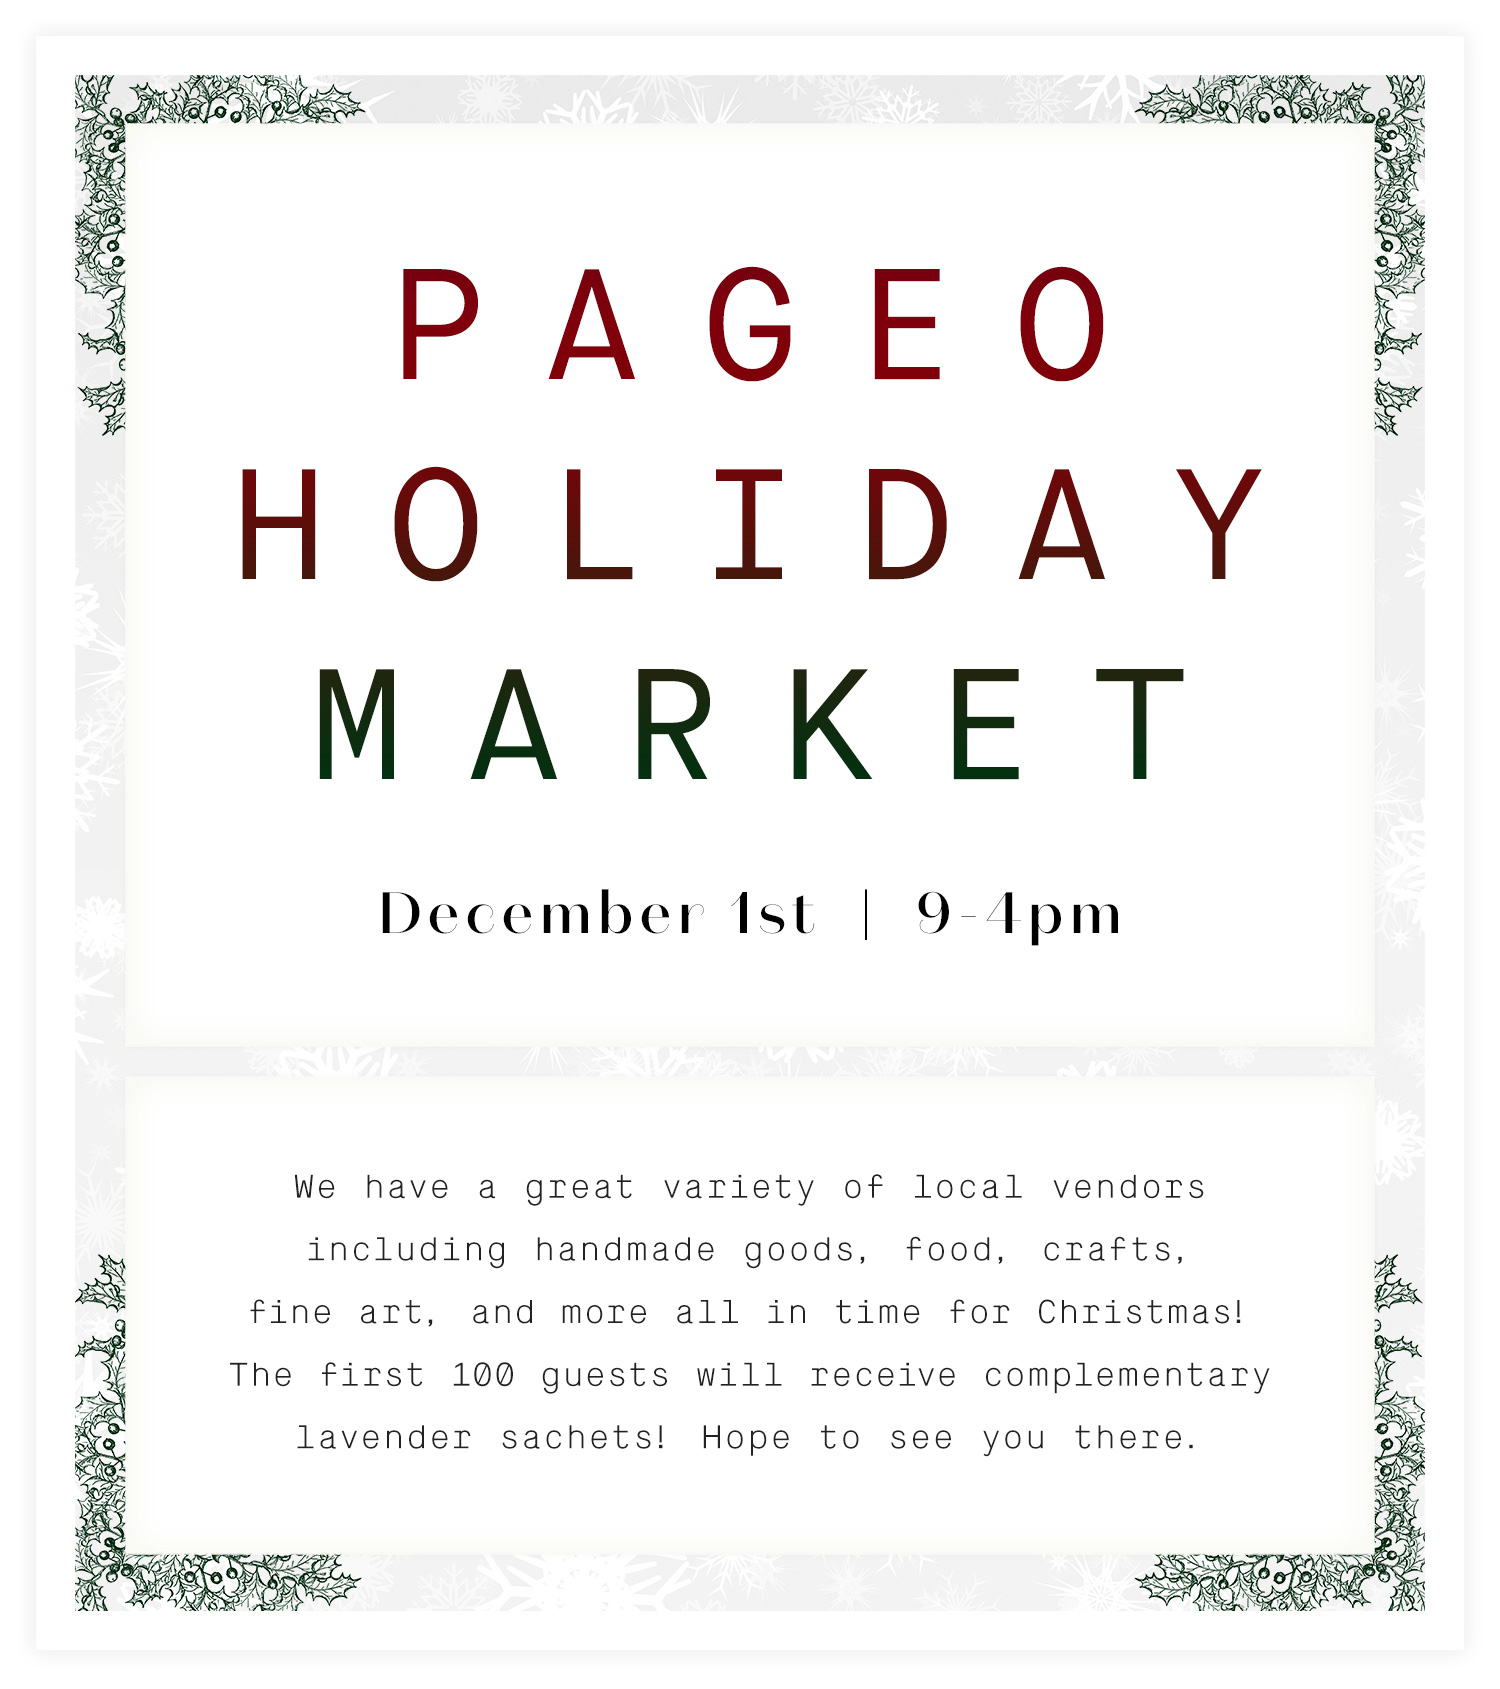 PAGEO
HOLIDAY
MARKET
December 1st | 9-4pm
We have a great variety of local vendors
including handmade goods, food, crafts,
fine art, and more all in time for Christmas!
The first 100 guests will receive complementary
lavender sachets! Hope to see you there.